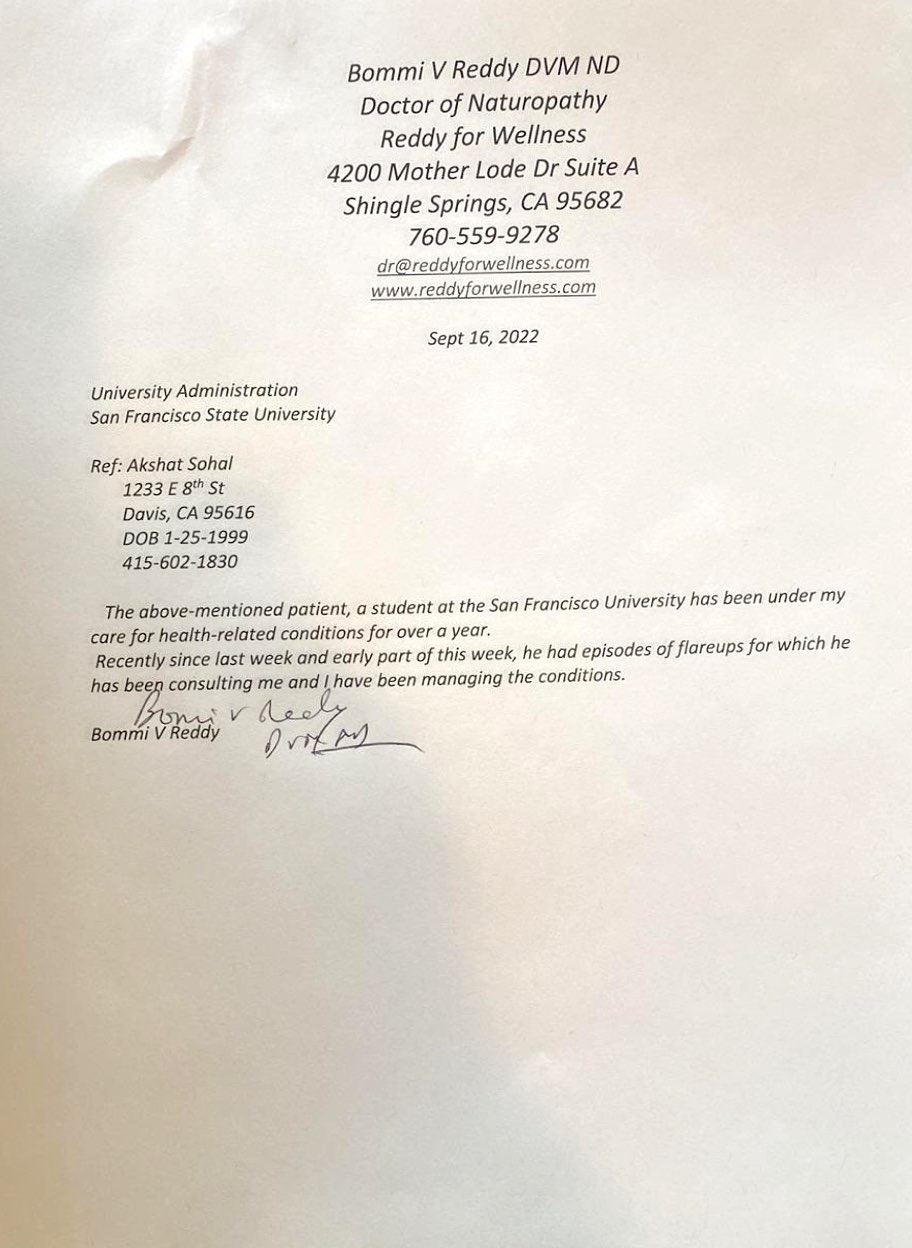 Bommi V Reddy DVM ND
Doctor of Naturopathy
Reddy for Wellness
4200 Mother Lode Dr Suite A
Shingle Springs, CA 95682
760-559-9278
dr@reddyforwellness.com
www.reddyforwellness.com
Sept 16, 2022
University Administration
San Francisco State University
Ref: Akshat Sohal
1233 E 8th St
Davis, CA 95616
DOB 1-25-1999
415-602-1830
The above-mentioned patient, a student at the San Francisco University has been under my
care for health-related conditions for over a year.
Recently since last week and early part of this week, he had episodes of flareups for which he
has been consulting me and I have been managing the conditions.
Bommi V Reddy
Bommi V Reddy
DVM ND